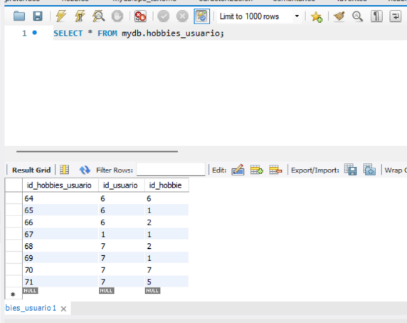 Limit to 1000 rows
1 SELECT * FROM mydb.hobbies_usuario;
Result Grid Filter Rows: Edit: Export/Import: Wrap C
id_hobbies_usuario id_usuario id_hobbie
64 6 6
65 6 1
66 6 2
67 1 1
68 7 2
69 7 1
70 7 7
71 7 5
NULL NULL NULL
bies_usuario 1